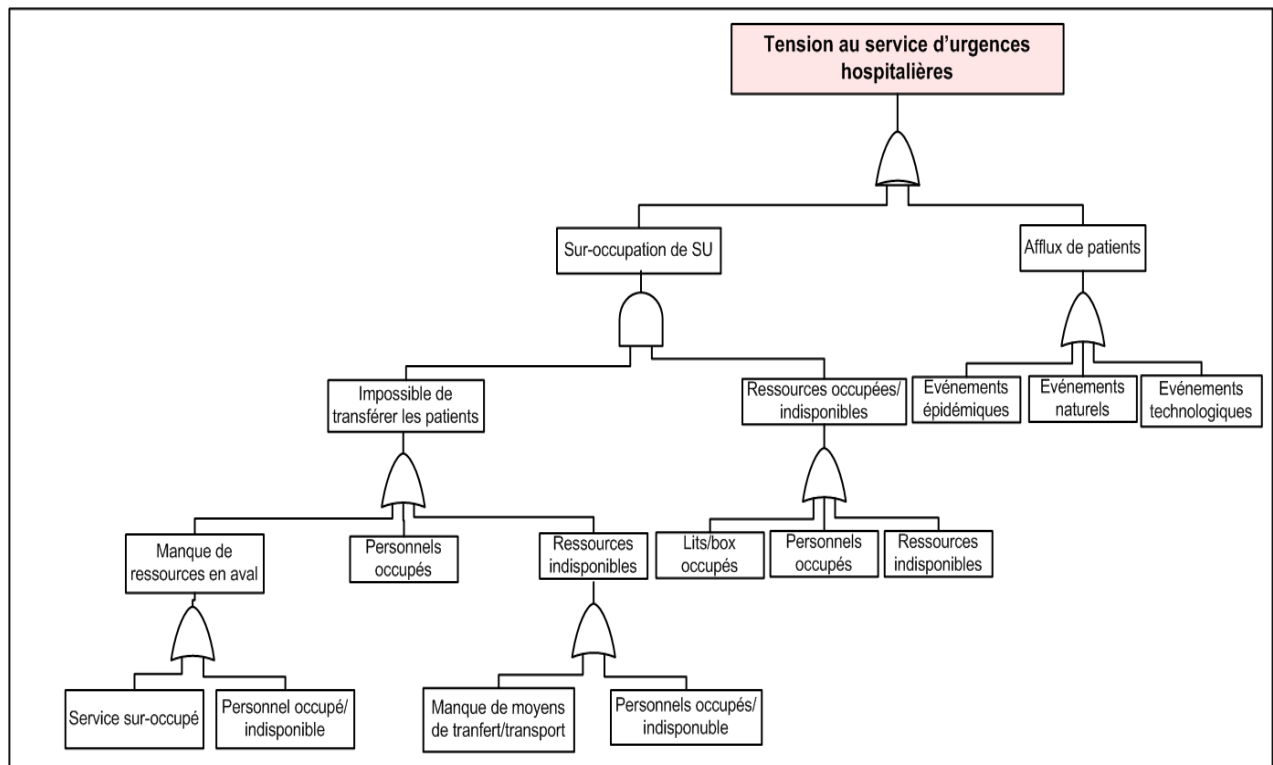 Tension au service d’urgences
hospitalières
Sur-occupation de SU
Afflux de patients
Impossible de
transférer les patients
Ressources occupées/
indisponibles
Evénements
épidémiques
Evénements
naturels
Evénements
technologiques
Manque de
ressources en aval
Personnels
occupés
Ressources
indisponibles
Lits/box
occupés
Personnels
occupés
Ressources
indisponibles
Service sur-occupé
Personnel occupé/
indisponible
Manque de moyens
de tranfert/transport
Personnels occupés/
indisponuble